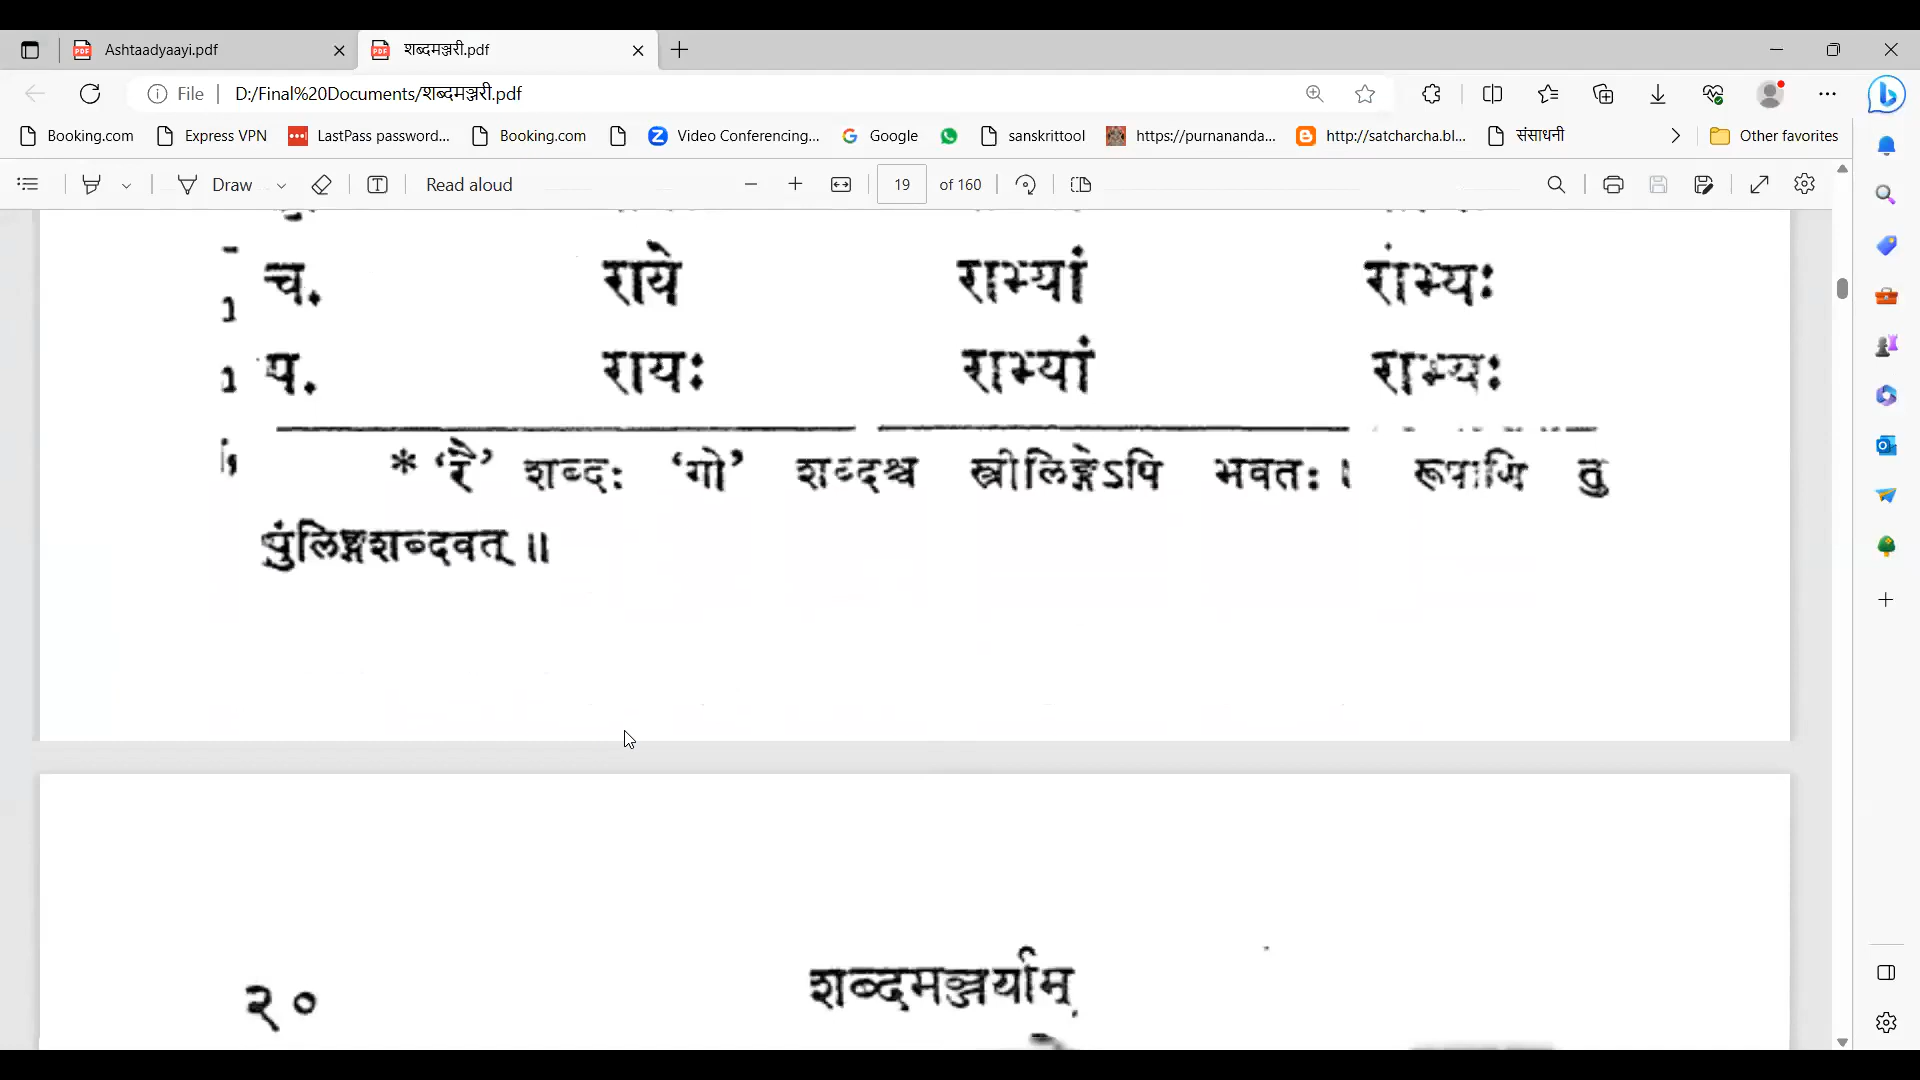 Ashtaadyaayi.pdf
शब्दमञ्जरी.pdf
File D:/Final%20Documents/शब्दमञ्जरी.pdf
Booking.com Express VPN LastPass password... Booking.com Video Conferencing... Google sanskrittool https://purnananda... http://satcharcha.bl... संसाधनी Other favorites
Draw Read aloud 19 of 160
च. राये राभ्यां राभ्यः
प. रायः राभ्यां राभ्यः
* ‘रै’ शब्दः ‘गो’ शब्दश्च स्त्रीलिङ्गेऽपि भवतः । रूपाणि तु
पुंलिङ्गशब्दवत् ॥
२० शब्दमञ्जर्याम्